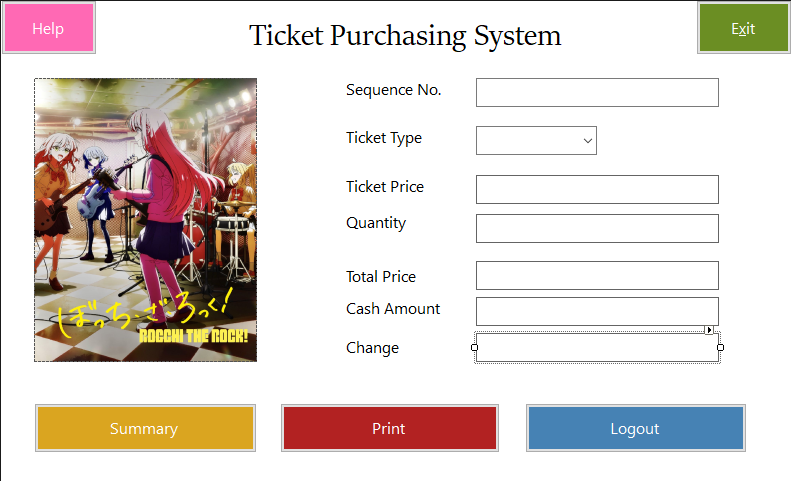 Help
Ticket Purchasing System
Exit
Sequence No.
Ticket Type
Ticket Price
Quantity
Total Price
Cash Amount
Change
ぼっち・ざ・ろっく!
BOCCHI THE ROCK!
Summary
Print
Logout